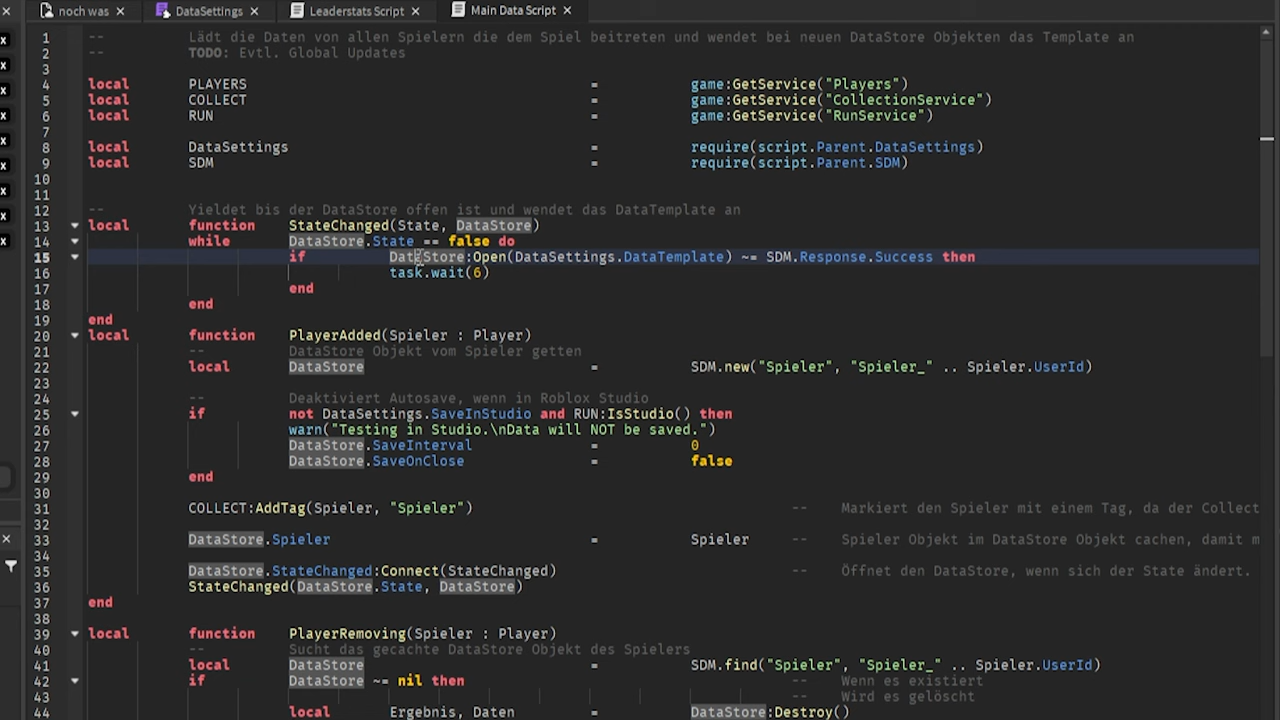 noch was
DataSettings
Leaderstats Script
Main Data Script
1 -- Lädt die Daten von allen Spielern die dem Spiel beitreten und wendet bei neuen DataStore Objekten das Template an
2 -- TODO: Evtl. Global Updates
3
4 local PLAYERS = game:GetService("Players")
5 local COLLECT = game:GetService("CollectionService")
6 local RUN = game:GetService("RunService")
7
8 local DataSettings = require(script.Parent.DataSettings)
9 local SDM = require(script.Parent.SDM)
10
11
12 -- Yieldet bis der DataStore offen ist und wendet das DataTemplate an
13 local function StateChanged(State, DataStore)
14 while DataStore.State == false do
15 if DataStore:Open(DataSettings.DataTemplate) ~= SDM.Response.Success then
16 task.wait(6)
17 end
18 end
19 end
20 local function PlayerAdded(Spieler : Player)
21 -- DataStore Objekt vom Spieler getten
22 local DataStore = SDM.new("Spieler", "Spieler_" .. Spieler.UserId)
23
24 -- Deaktiviert Autosave, wenn in Roblox Studio
25 if not DataSettings.SaveInStudio and RUN:IsStudio() then
26 warn("Testing in Studio.\nData will NOT be saved.")
27 DataStore.SaveInterval = 0
28 DataStore.SaveOnClose = false
29 end
30
31 COLLECT:AddTag(Spieler, "Spieler") -- Markiert den Spieler mit einem Tag, da der Collect
32
33 DataStore.Spieler = Spieler -- Spieler Objekt im DataStore Objekt cachen, damit m
34
35 DataStore.StateChanged:Connect(StateChanged) -- Öffnet den DataStore, wenn sich der State ändert.
36 StateChanged(DataStore.State, DataStore)
37 end
38
39 local function PlayerRemoving(Spieler : Player)
40 -- Sucht das gecachte DataStore Objekt des Spielers
41 local DataStore = SDM.find("Spieler", "Spieler_" .. Spieler.UserId)
42 if DataStore ~= nil then -- Wenn es existiert
43 -- Wird es gelöscht
44 local Ergebnis, Daten = DataStore:Destroy()